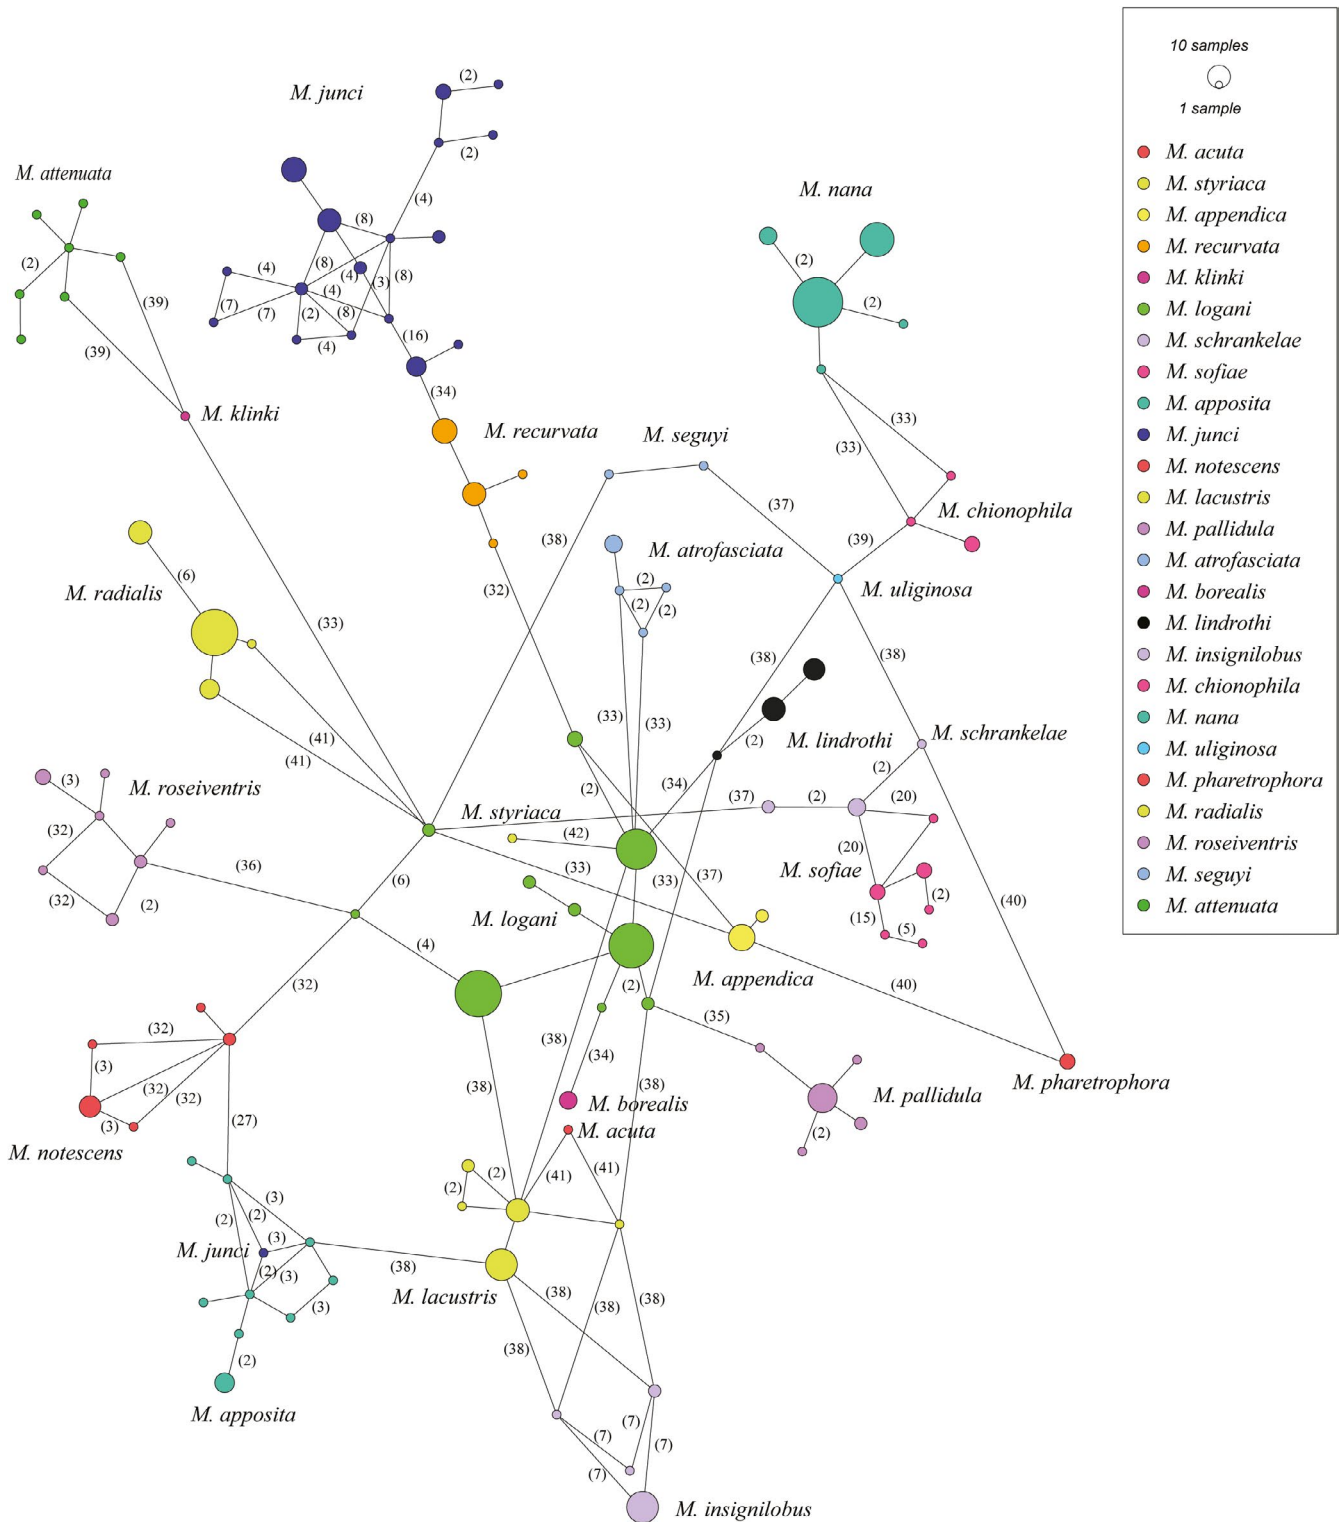 10 samples
1 sample
M. acuta
M. styriaca
M. appendica
M. recurvata
M. klinki
M. logani
M. schrankelae
M. sofiae
M. apposita
M. junci
M. notescens
M. lacustris
M. pallidula
M. atrofasciata
M. borealis
M. lindrothi
M. insignilobus
M. chionophila
M. nana
M. uliginosa
M. pharetrophora
M. radialis
M. roseiventris
M. seguyi
M. attenuata
(2)
M. junci
(2)
M. attenuata
M. nana
(4)
(8)
(2)
(2)
(39)
(4)
(8)
(4)
(3)
(8)
(4)
(2)
(7)
(7)
(2)
(8)
(16)
(4)
(39)
(34)
M. klinki
(33)
(33)
M. recurvata
M. seguyi
(37)
M. chionophila
(38)
(39)
M. atrofasciata
(32)
(6)
(2)
(2)
(2)
M. uliginosa
M. radialis
(33)
(38)
(38)
(33)
(33)
(41)
(2)
M. lindrothi
M. schrankelae
(41)
(3)
M. roseiventris
(2)
(34)
(2)
(37)
(2)
(20)
M. styriaca
(32)
(42)
(20)
(36)
(33)
(33)
(37)
M. sofiae
(6)
(32)
(2)
(2)
(40)
M. logani
(15)
(5)
(4)
M. appendica
(2)
(40)
(32)
(35)
(32)
(38)
(34)
(3)
(32)
(32)
(38)
(38)
M. pharetrophora
M. borealis
M. pallidula
(3)
(27)
M. acuta
(2)
M. notescens
(2)
(41)
(41)
(2)
(3)
(2)
(2)
(3)
M. junci
(38)
(2)
(3)
M. lacustris
(38)
(38)
(38)
(3)
(38)
(2)
M. apposita
(7)
(7)
(7)
(7)
M. insignilobus